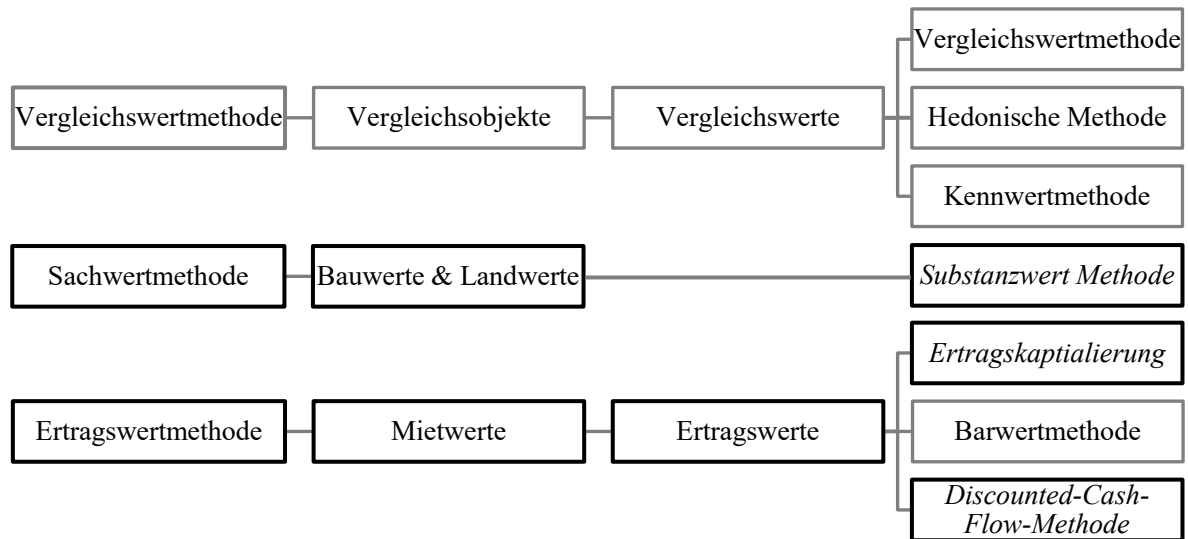 Vergleichswertmethode
Vergleichswertmethode
Vergleichsobjekte
Vergleichswerte
Hedonische Methode
Kennwertmethode
Sachwertmethode
Bauwerte & Landwerte
Substanzwert Methode
Ertragskaptialierung
Ertragswertmethode
Mietwerte
Ertragswerte
Barwertmethode
Discounted-Cash-
Flow-Methode